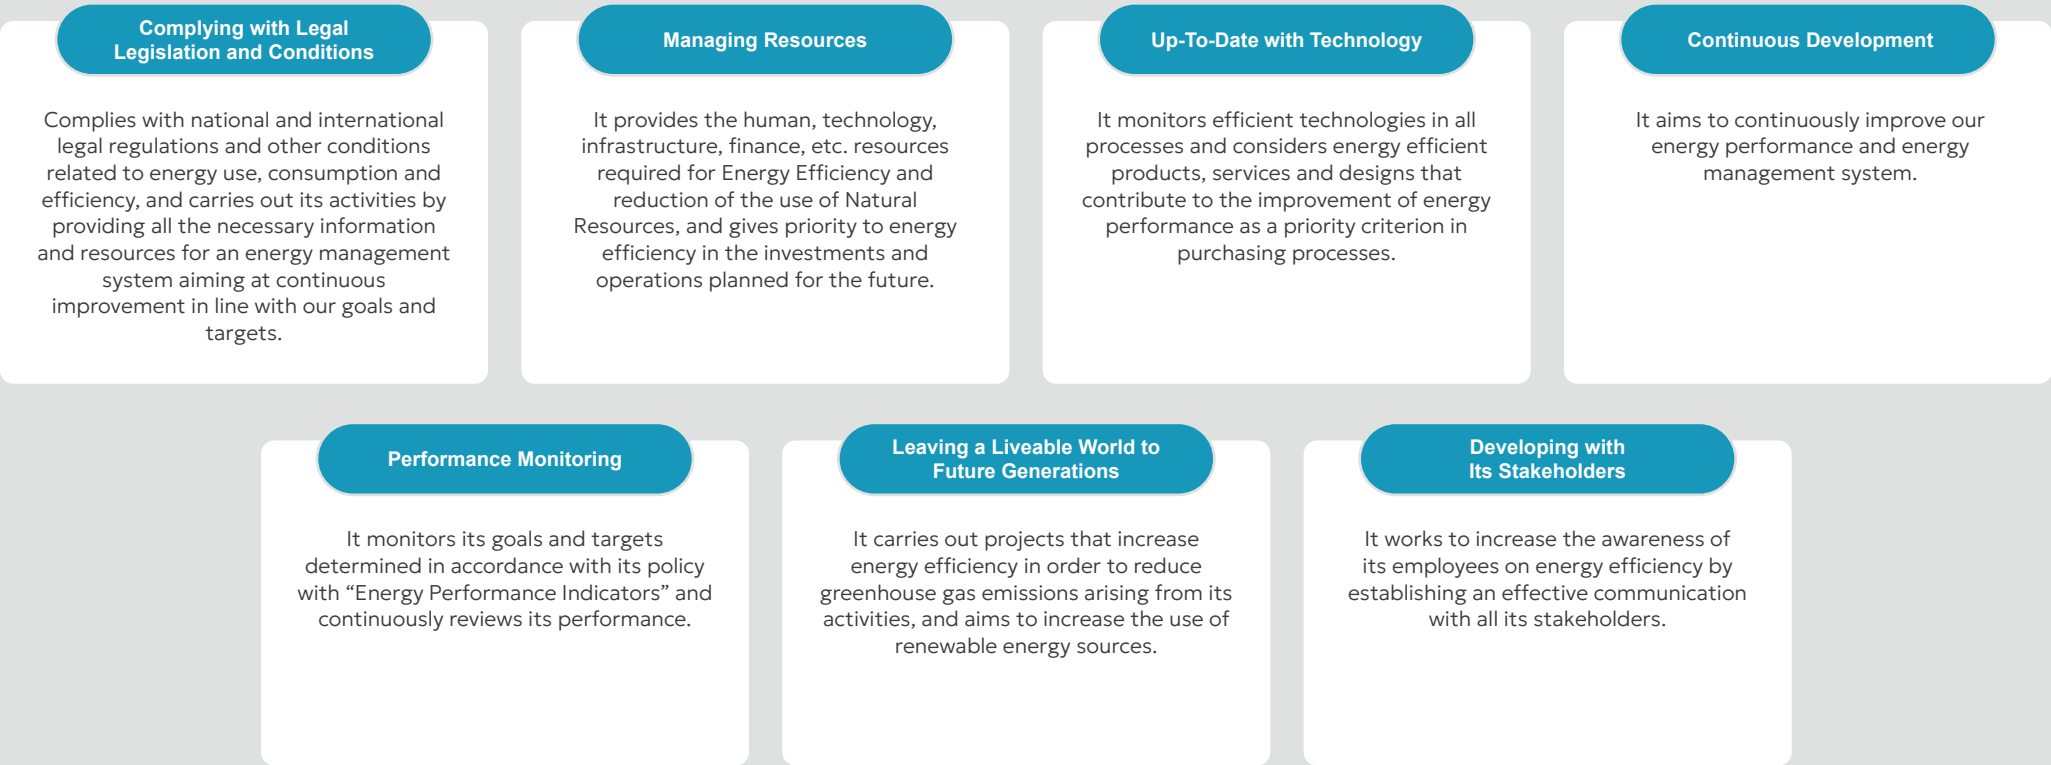 Complying with Legal
Legislation and Conditions
Complies with national and international
legal regulations and other conditions
related to energy use, consumption and
efficiency, and carries out its activities by
providing all the necessary information
and resources for an energy management
system aiming at continuous
improvement in line with our goals and
targets.
Managing Resources
It provides the human, technology,
infrastructure, finance, etc. resources
required for Energy Efficiency and
reduction of the use of Natural
Resources, and gives priority to energy
efficiency in the investments and
operations planned for the future.
Up-To-Date with Technology
It monitors efficient technologies in all
processes and considers energy efficient
products, services and designs that
contribute to the improvement of energy
performance as a priority criterion in
purchasing processes.
Continuous Development
It aims to continuously improve our
energy performance and energy
management system.
Performance Monitoring
It monitors its goals and targets
determined in accordance with its policy
with “Energy Performance Indicators” and
continuously reviews its performance.
Leaving a Liveable World to
Future Generations
It carries out projects that increase
energy efficiency in order to reduce
greenhouse gas emissions arising from its
activities, and aims to increase the use of
renewable energy sources.
Developing with
Its Stakeholders
It works to increase the awareness of
its employees on energy efficiency by
establishing an effective communication
with all its stakeholders.